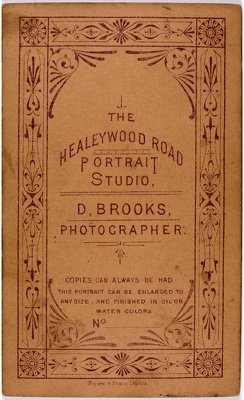 THE
HEALEYWOOD ROAD
PORTRAIT
STUDIO.
D. BROOKS,
PHOTOGRAPHER.
COPIES CAN ALWAYS BE HAD.
THIS PORTRAIT CAN BE ENLARGED TO
ANY SIZE, AND FINISHED IN OIL OR
WATER COLORS
No